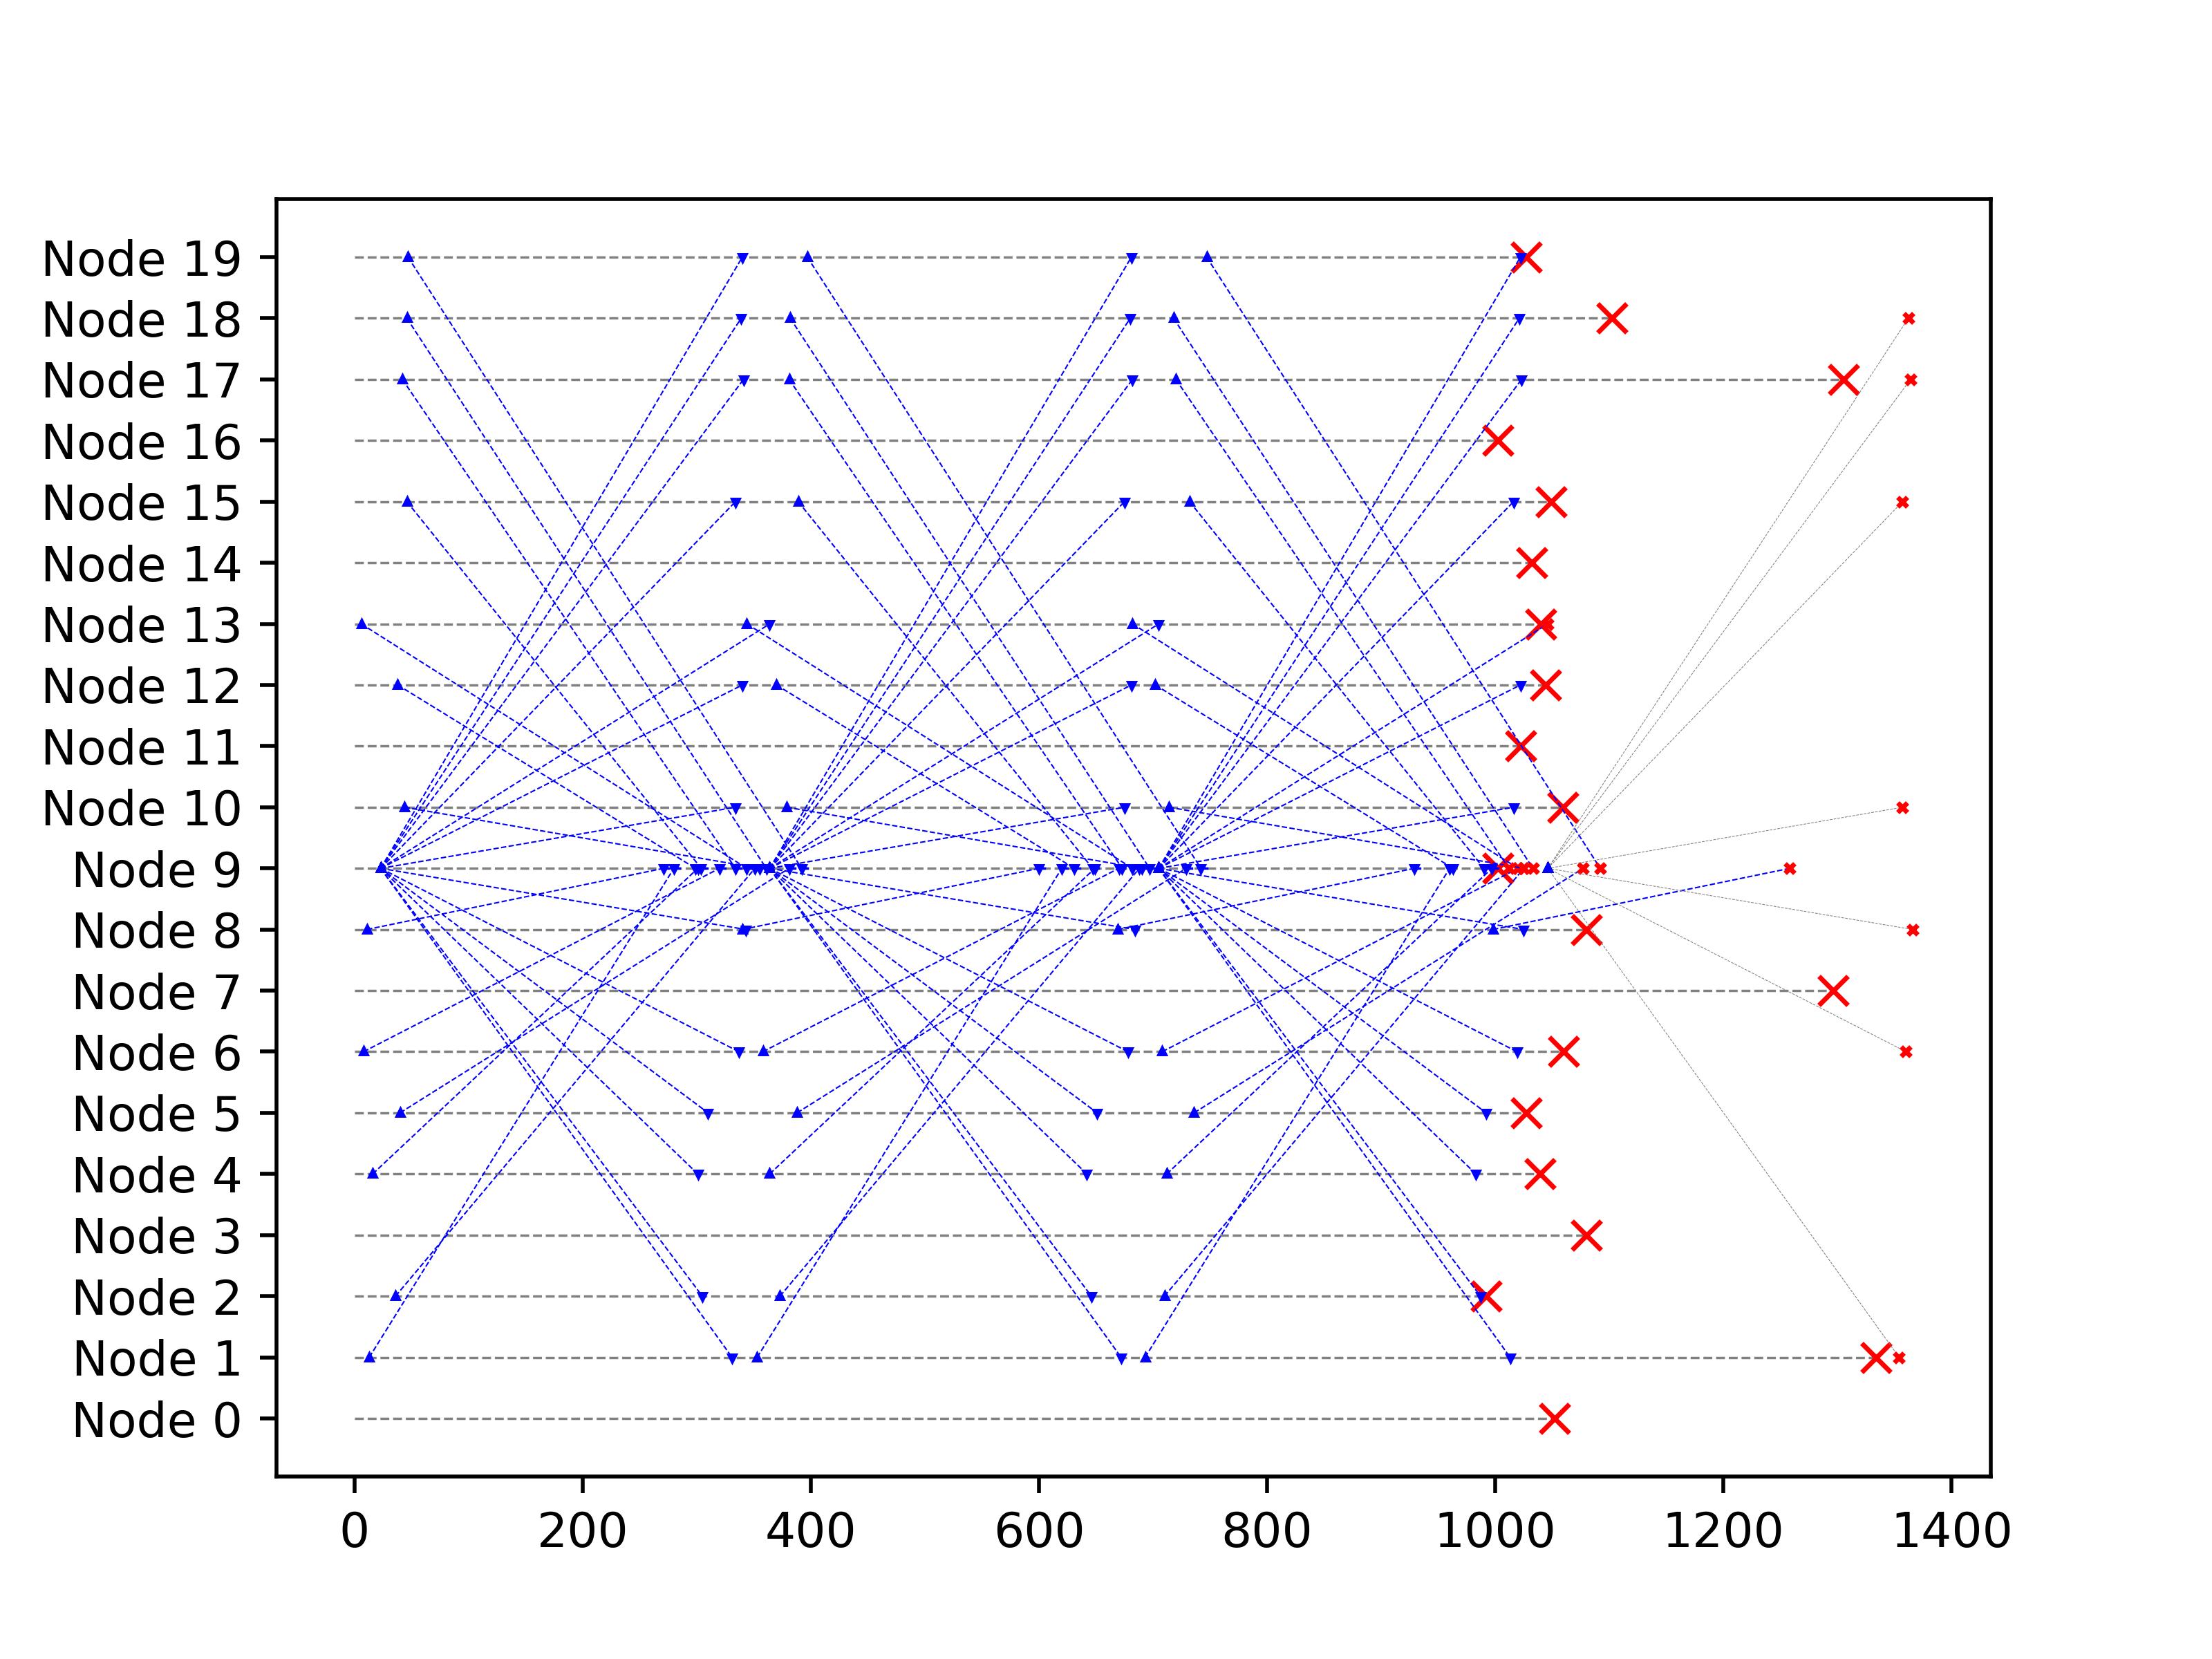 Node 19
Node 18
Node 17
Node 16
Node 15
Node 14
Node 13
Node 12
Node 11
Node 10
Node 9
Node 8
Node 7
Node 6
Node 5
Node 4
Node 3
Node 2
Node 1
Node 0
0 200 400 600 800 1000 1200 1400